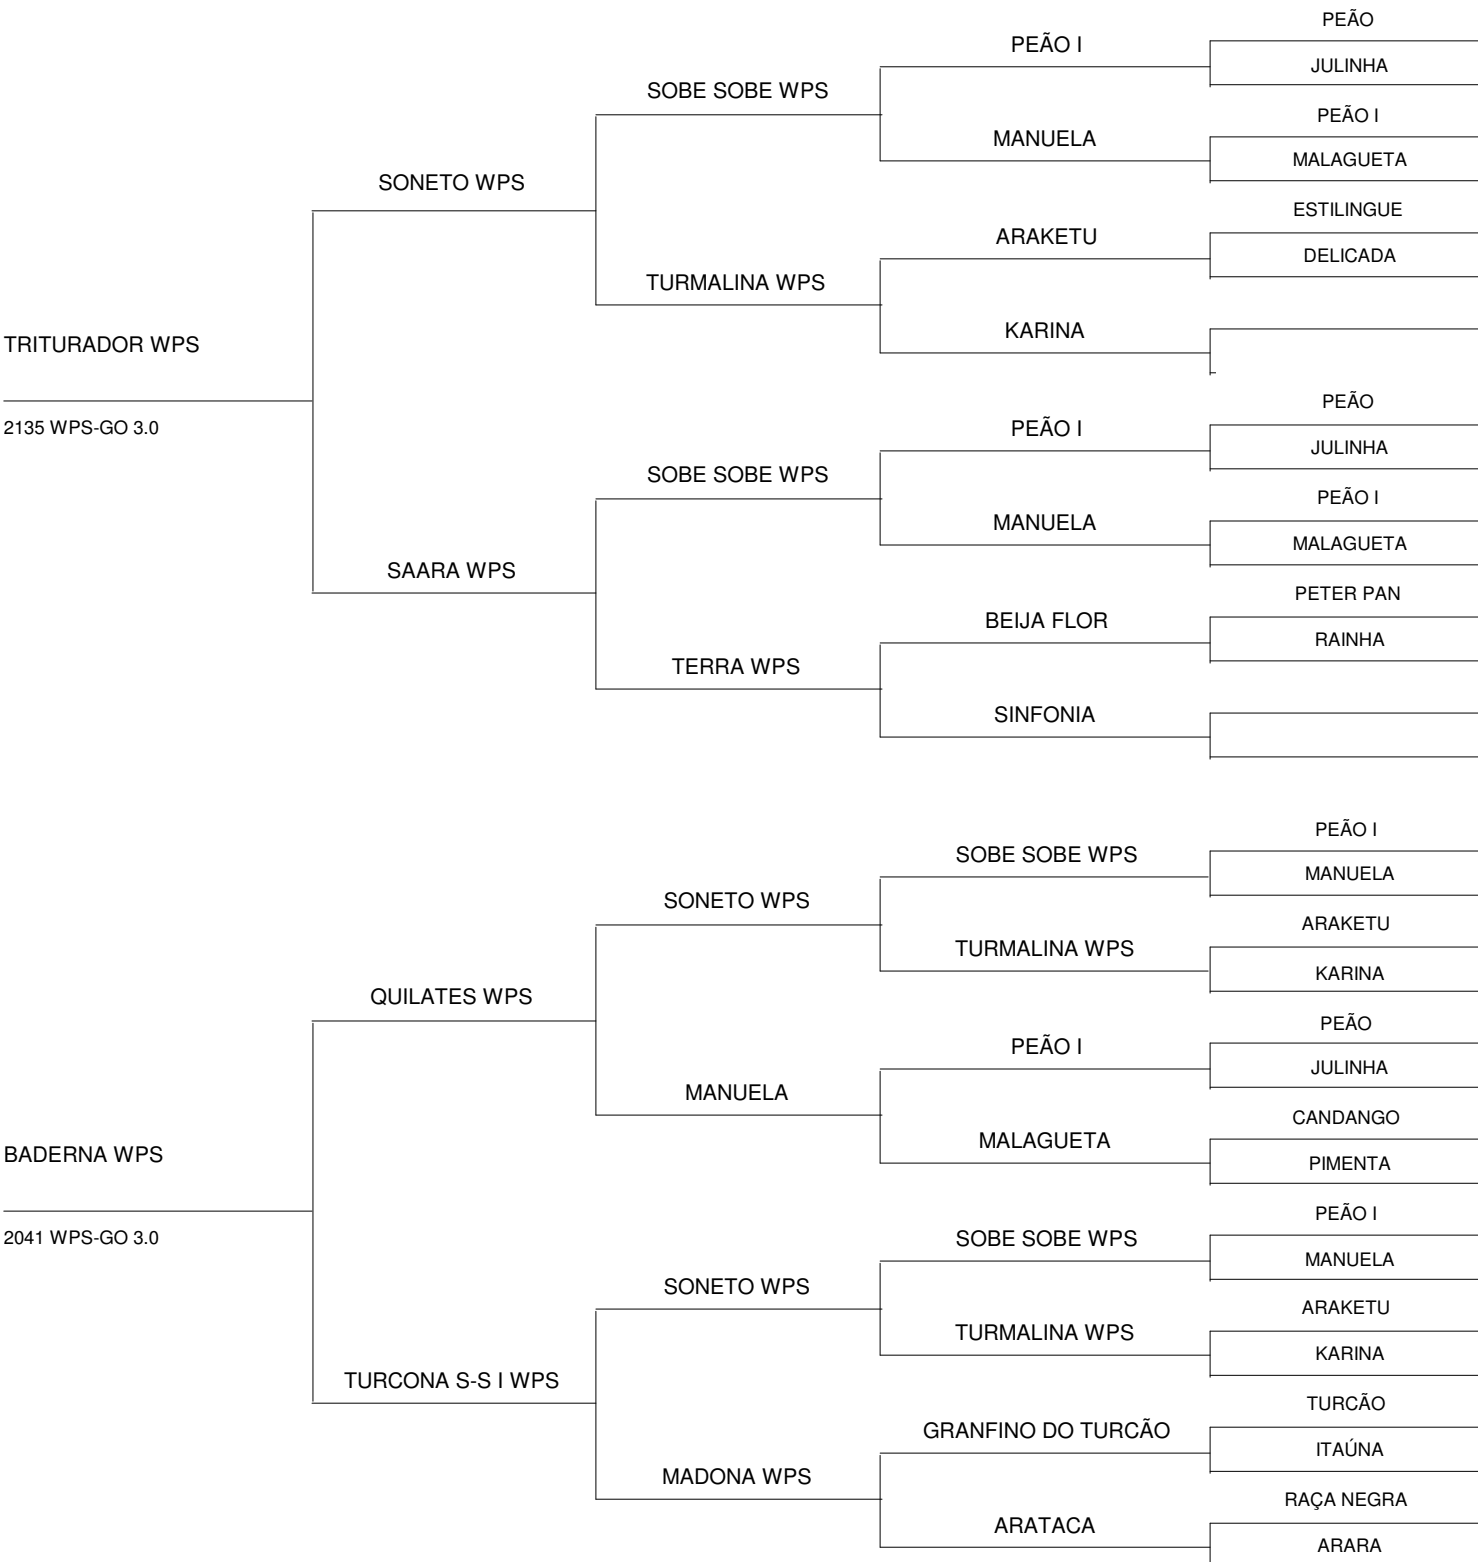 PEÃO
PEÃO I
JULINHA
SOBE SOBE WPS
PEÃO I
MANUELA
MALAGUETA
SONETO WPS
ESTILINGUE
ARAKETU
DELICADA
TURMALINA WPS
KARINA
TRITURADOR WPS
PEÃO
2135 WPS-GO 3.0
PEÃO I
JULINHA
SOBE SOBE WPS
PEÃO I
MANUELA
MALAGUETA
SAARA WPS
PETER PAN
BEIJA FLOR
RAINHA
TERRA WPS
SINFONIA
PEÃO I
SOBE SOBE WPS
MANUELA
SONETO WPS
ARAKETU
TURMALINA WPS
KARINA
QUILATES WPS
PEÃO
PEÃO I
JULINHA
MANUELA
CANDANGO
MALAGUETA
BADERNA WPS
PIMENTA
PEÃO I
2041 WPS-GO 3.0
SOBE SOBE WPS
MANUELA
SONETO WPS
ARAKETU
TURMALINA WPS
KARINA
TURCONA S-S I WPS
TURCÃO
GRANFINO DO TURCÃO
ITAÚNA
MADONA WPS
RAÇA NEGRA
ARATACA
ARARA